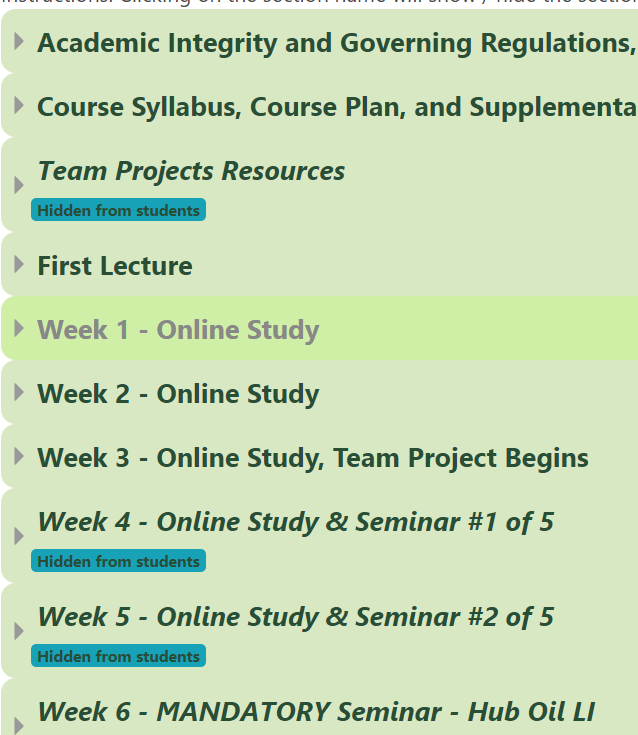 Instructions: Clicking on the section name will show / hide the section
Academic Integrity and Governing Regulations,
Course Syllabus, Course Plan, and Supplementa
Team Projects Resources
Hidden from students
First Lecture
Week 1 - Online Study
Week 2 - Online Study
Week 3 - Online Study, Team Project Begins
Week 4 - Online Study & Seminar #1 of 5
Hidden from students
Week 5 - Online Study & Seminar #2 of 5
Hidden from students
Week 6 - MANDATORY Seminar - Hub Oil LI